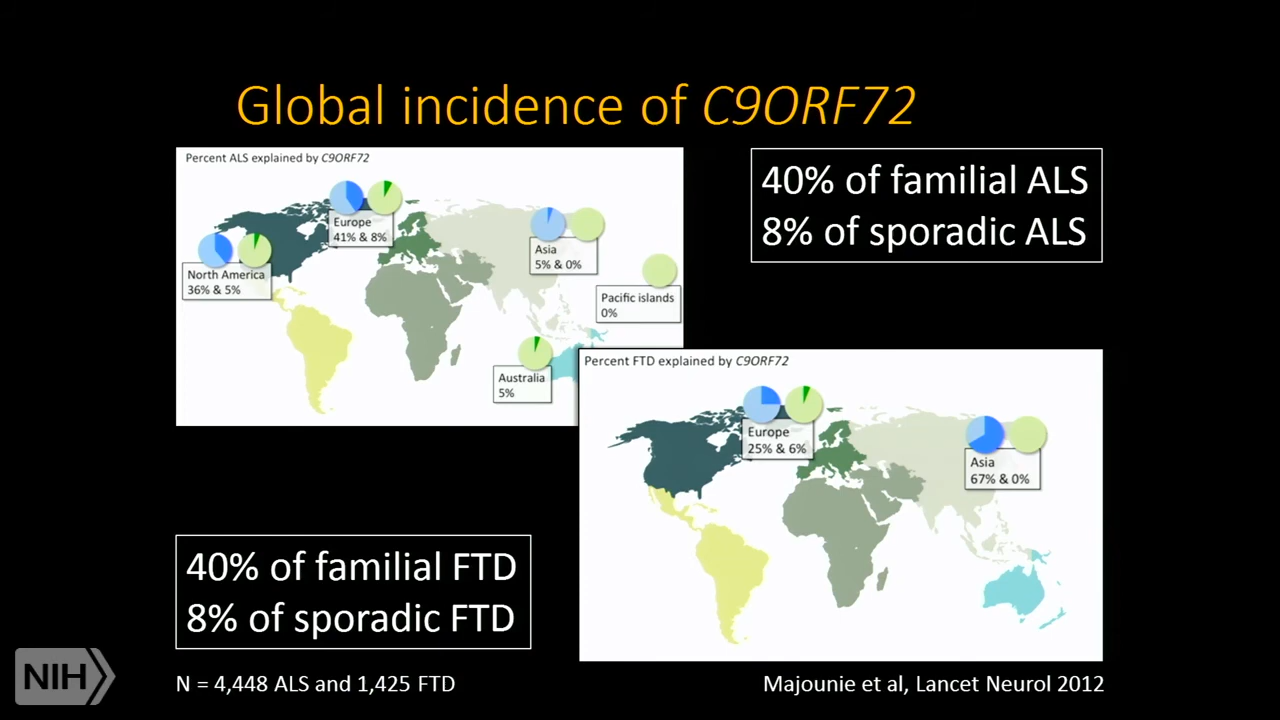 Global incidence of C9ORF72
Percent ALS explained by C9ORF72
Europe
41% & 8%
Asia
5% & 0%
North America
36% & 5%
Pacific islands
0%
Australia
5%
40% of familial ALS
8% of sporadic ALS
Percent FTD explained by C9ORF72
Europe
25% & 6%
Asia
67% & 0%
40% of familial FTD
8% of sporadic FTD
NIH
N = 4,448 ALS and 1,425 FTD
Majounie et al, Lancet Neurol 2012